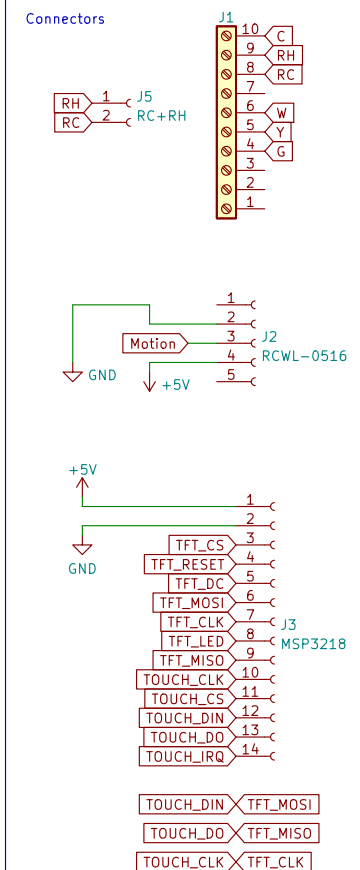 Connectors
J1
10 C
9 RH
8 RC
7
6 W
5 Y
4 G
3
2
1
RH 1 J5
RC 2 RC+RH
1
2
Motion 3 J2
4 RCWL-0516
5
GND
+5V
+5V
1
2
GND
TFT_CS 3
TFT_RESET 4
TFT_DC 5
TFT_MOSI 6
TFT_CLK 7 J3
TFT_LED 8 MSP3218
TFT_MISO 9
TOUCH_CLK 10
TOUCH_CS 11
TOUCH_DIN 12
TOUCH_DO 13
TOUCH_IRQ 14
TOUCH_DIN TFT_MOSI
TOUCH_DO TFT_MISO
TOUCH_CLK TFT_CLK